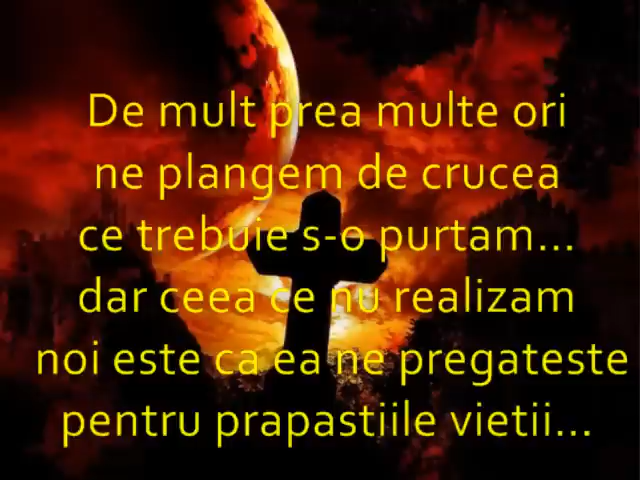 De mult prea multe ori
ne plangem de crucea
ce trebuie s-o purtam...
dar ceea ce nu realizam
noi este ca ea ne pregateste
pentru prapastiile vietii...